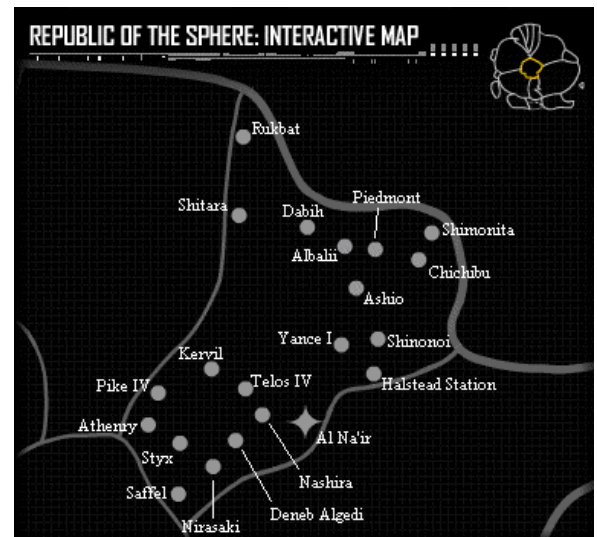 REPUBLIC OF THE SPHERE: INTERACTIVE MAP
Rukbat
Piedmont
Shitara
Dabih
Shimonita
Albalii
Chichibu
Ashio
Yance I
Shinonoi
Kervil
Telos IV
Halstead Station
Pike IV
Athenry
Al Na'ir
Styx
Nashira
Saffel
Deneb Algedi
Nirasaki